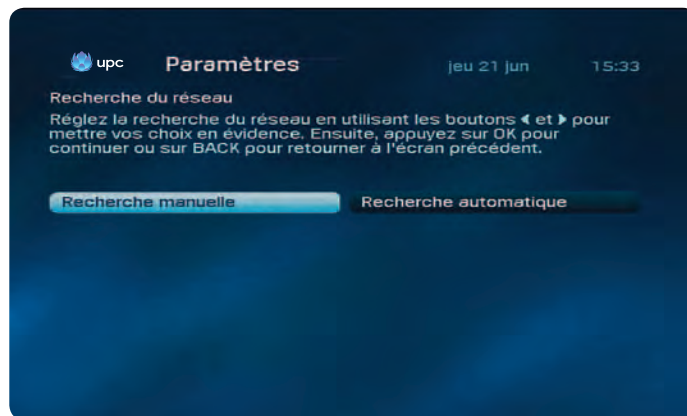 upc Paramètres jeu 21 jun 15:33
Recherche du réseau
Réglez la recherche du réseau en utilisant les boutons ◀ et ▶ pour
mettre vos choix en évidence. Ensuite, appuyez sur OK pour
continuer ou sur BACK pour retourner à l'écran précédent.
Recherche manuelle Recherche automatique